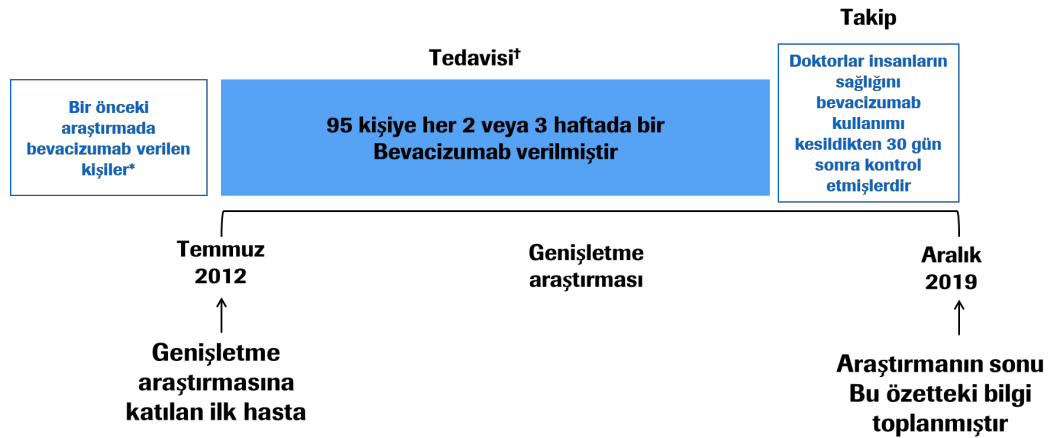 Takip
Tedavisi†
Bir önceki
araştırmada
bevacizumab verilen
kişiler*
95 kişiye her 2 veya 3 haftada bir
Bevacizumab verilmiştir
Doktorlar insanların
sağlığını
bevacizumab
kullanımı
kesildikten 30 gün
sonra kontrol
etmişlerdir
Temmuz
2012
Genişletme
araştırması
Aralık
2019
Genişletme
araştırmasına
katılan ilk hasta
Araştırmanın sonu
Bu özetteki bilgi
toplanmıştır